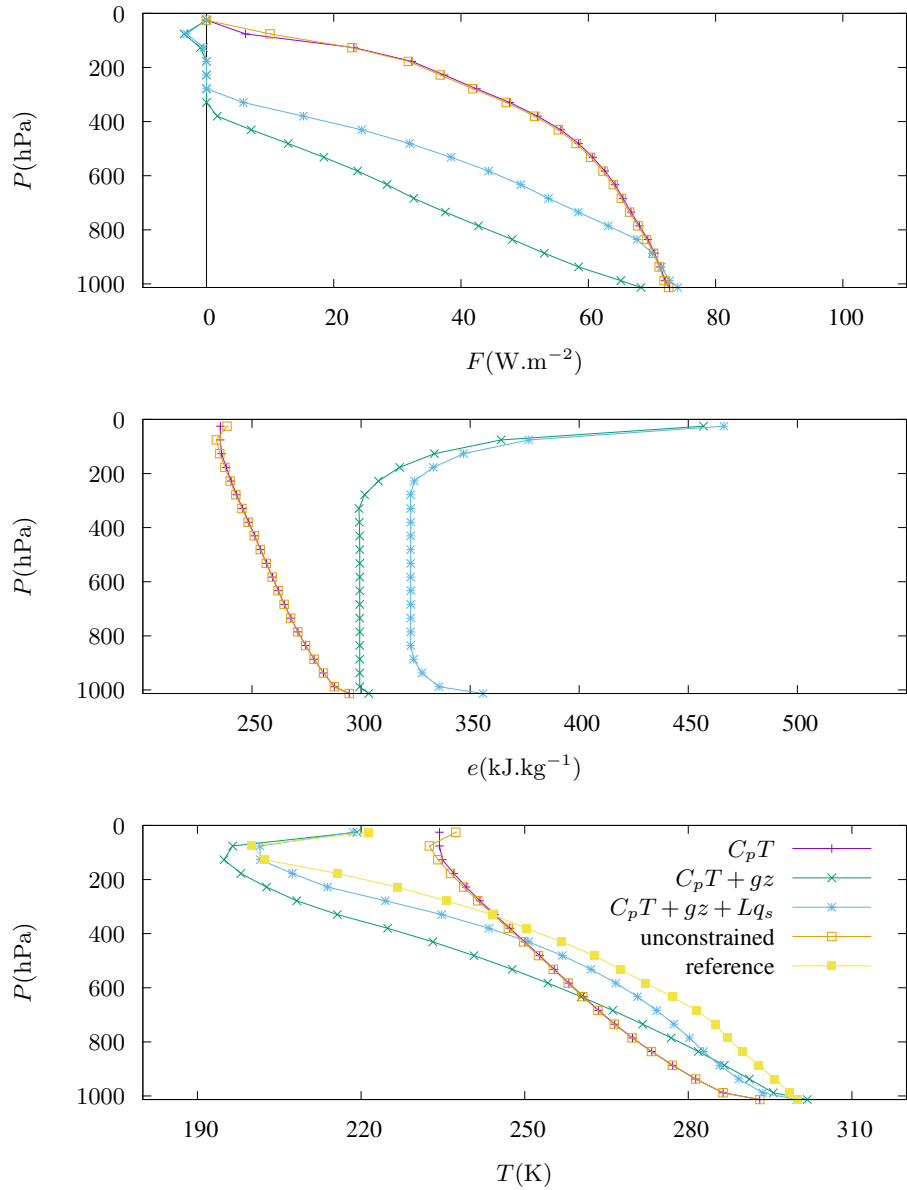 0
200
400
600
800
1000
P(hPa)
0 20 40 60 80 100
F(W.m⁻²)
0
200
400
600
800
1000
P(hPa)
250 300 350 400 450 500
e(kJ.kg⁻¹)
0
200
400
600
800
1000
P(hPa)
190 220 250 280 310
T(K)
CₚT
CₚT + gz
CₚT + gz + Lqₛ
unconstrained
reference